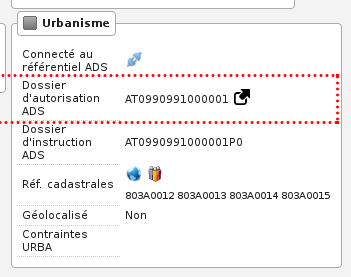 Urbanisme
Connecté au
référentiel ADS
Dossier
d'autorisation
ADS
AT0990991000001
Dossier
d'instruction
ADS
AT0990991000001P0
Réf. cadastrales
803A0012 803A0013 803A0014 803A0015
Géolocalisé
Non
Contraintes
URBA